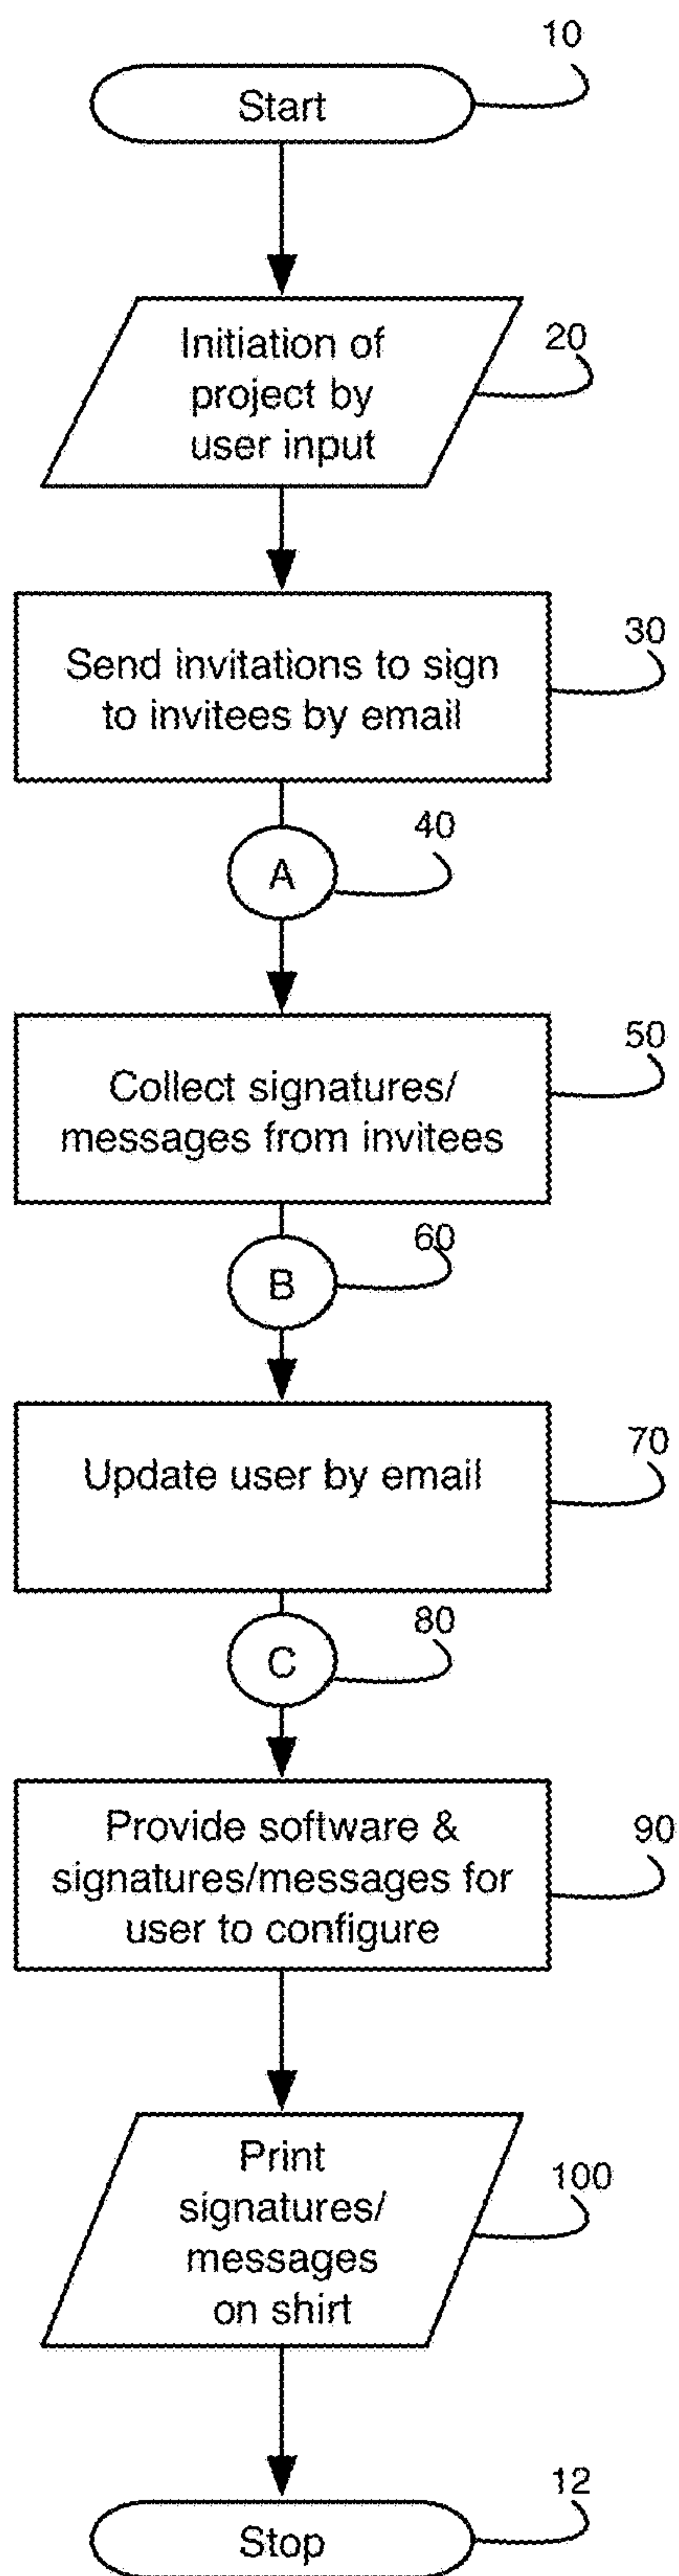 10
Start
20
Initiation of
project by
user input
30
Send invitations to sign
to invitees by email
40
A
50
Collect signatures/
messages from invitees
60
B
70
Update user by email
80
C
90
Provide software &
signatures/messages for
user to configure
100
Print
signatures/
messages
on shirt
12
Stop